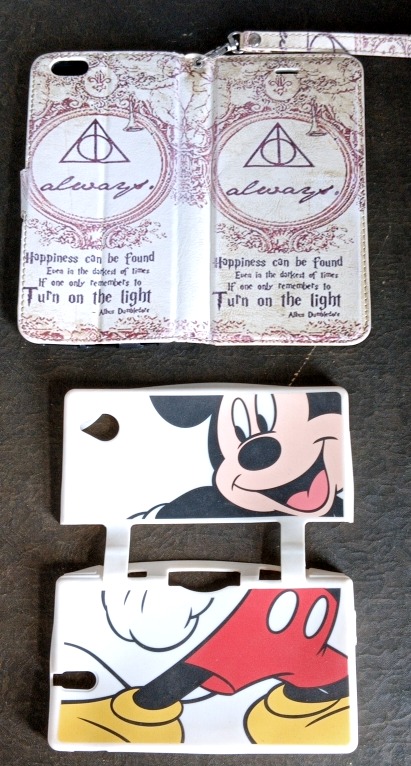 always.
Happiness can be found
Even in the darkest of times
If one only remembers to
Turn on the light
- Albus Dumbledore
always.
Happiness can be found
Even in the darkest of times
If one only remembers to
Turn on the light
Albus Dumbledore